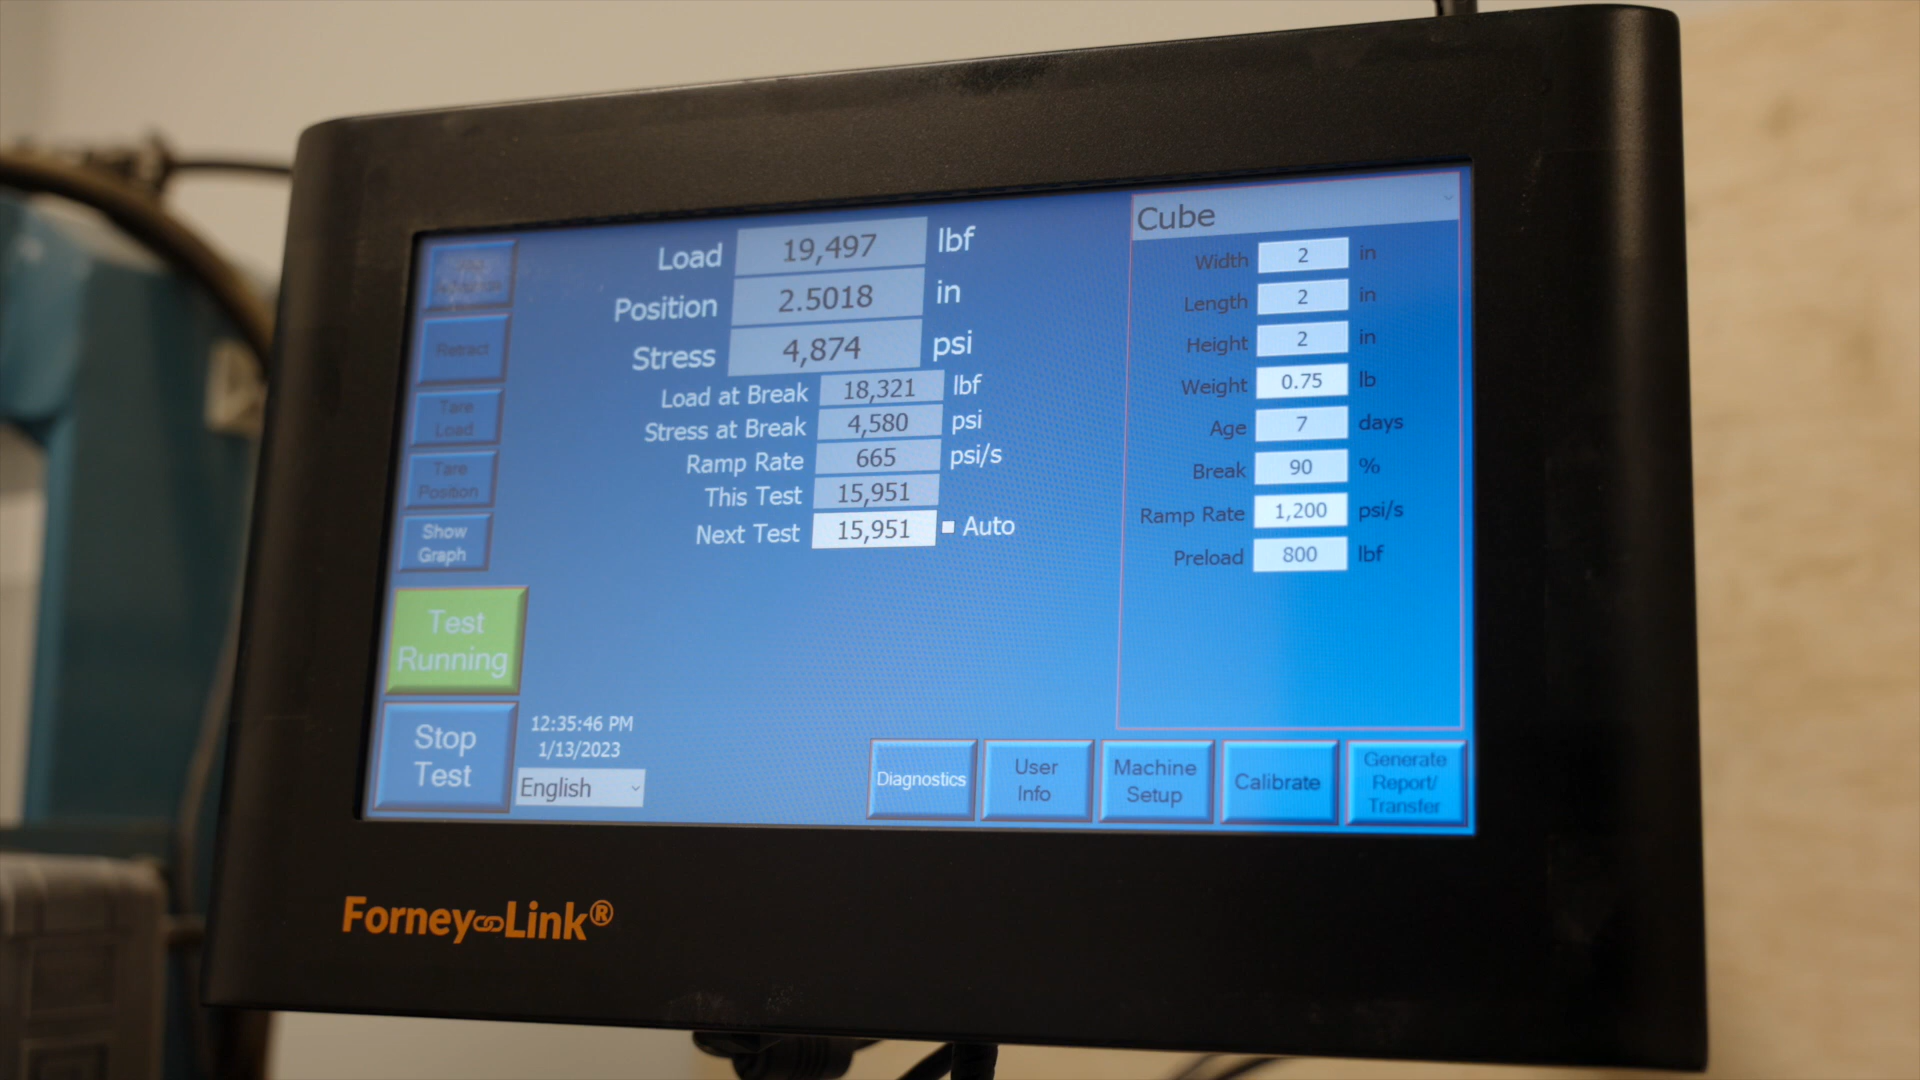 Load 19,497 lbf
Position 2.5018 in
Stress 4,874 psi
Load at Break 18,321 lbf
Stress at Break 4,580 psi
Ramp Rate 665 psi/s
This Test 15,951
Next Test 15,951 Auto
Cube
Width 2 in
Length 2 in
Height 2 in
Weight 0.75 lb
Age 7 days
Break 90 %
Ramp Rate 1,200 psi/s
Preload 800 lbf
Retract
Tare
Load
Tare
Position
Show
Graph
Test
Running
Stop
Test
12:35:46 PM
1/13/2023
English
Diagnostics
User
Info
Machine
Setup
Calibrate
Generate
Report/
Transfer
Forney Link®